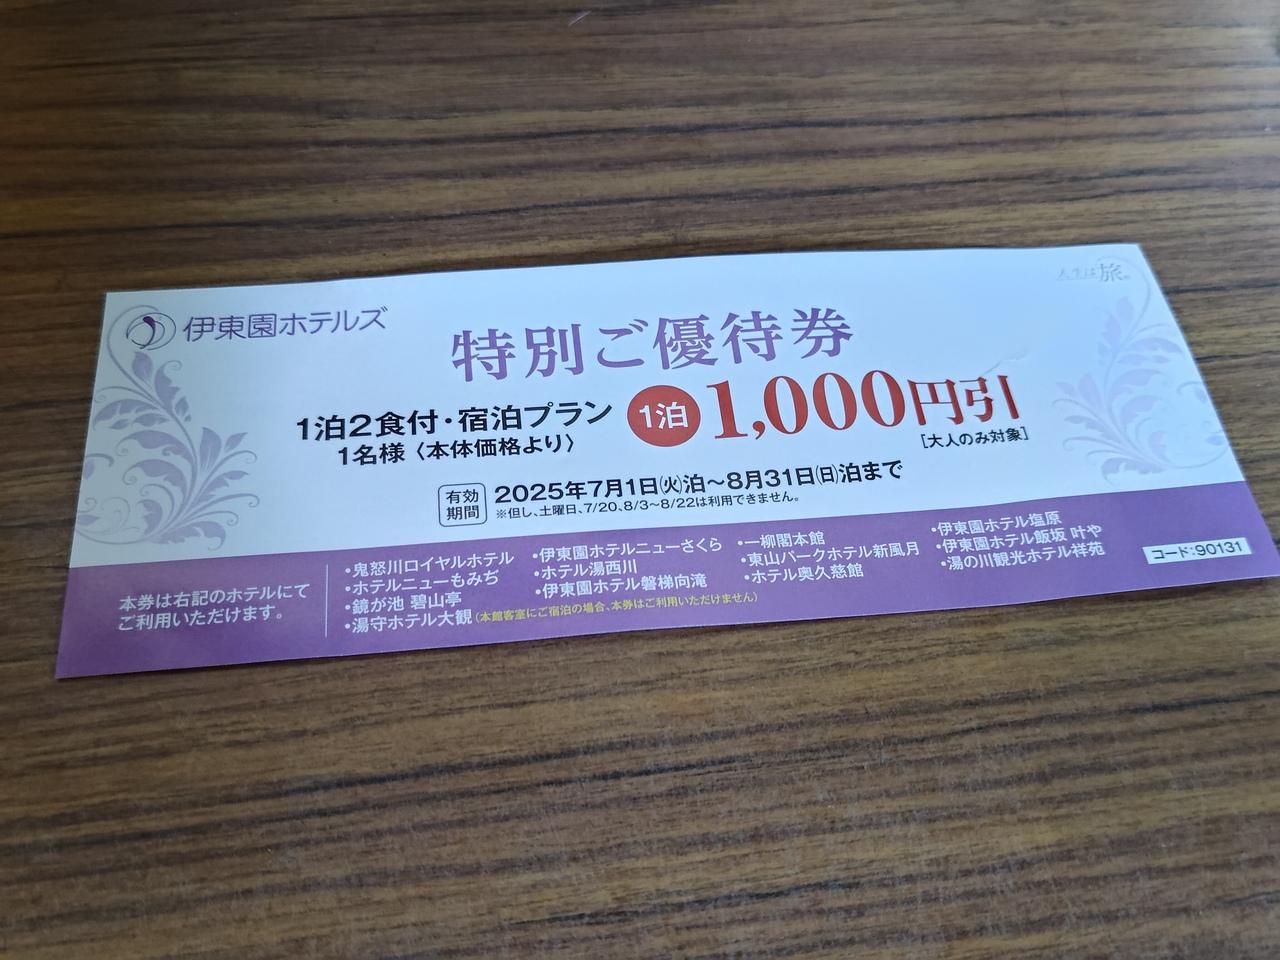 伊東園ホテルズ
人生は旅。
特別ご優待券
1泊2食付・宿泊プラン
1名様〈本体価格より〉
1泊 1,000円引
[大人のみ対象]
有効期間 2025年7月1日㈫泊～8月31日㈰泊まで
※但し、土曜日、7/20、8/3～8/22は利用できません。
本券は右記のホテルにて
ご利用いただけます。
•鬼怒川ロイヤルホテル
•ホテルニューもみぢ
•鏡が池 碧山亭
•湯守ホテル大観(本館客室にご宿泊の場合、本券はご利用いただけません)
•伊東園ホテルニューさくら
•ホテル湯西川
•伊東園ホテル磐梯向滝
•一柳閣本館
•東山パークホテル新風月
•ホテル奥久慈館
•伊東園ホテル塩原
•伊東園ホテル飯坂 叶や
•湯の川観光ホテル祥苑
コード:90131